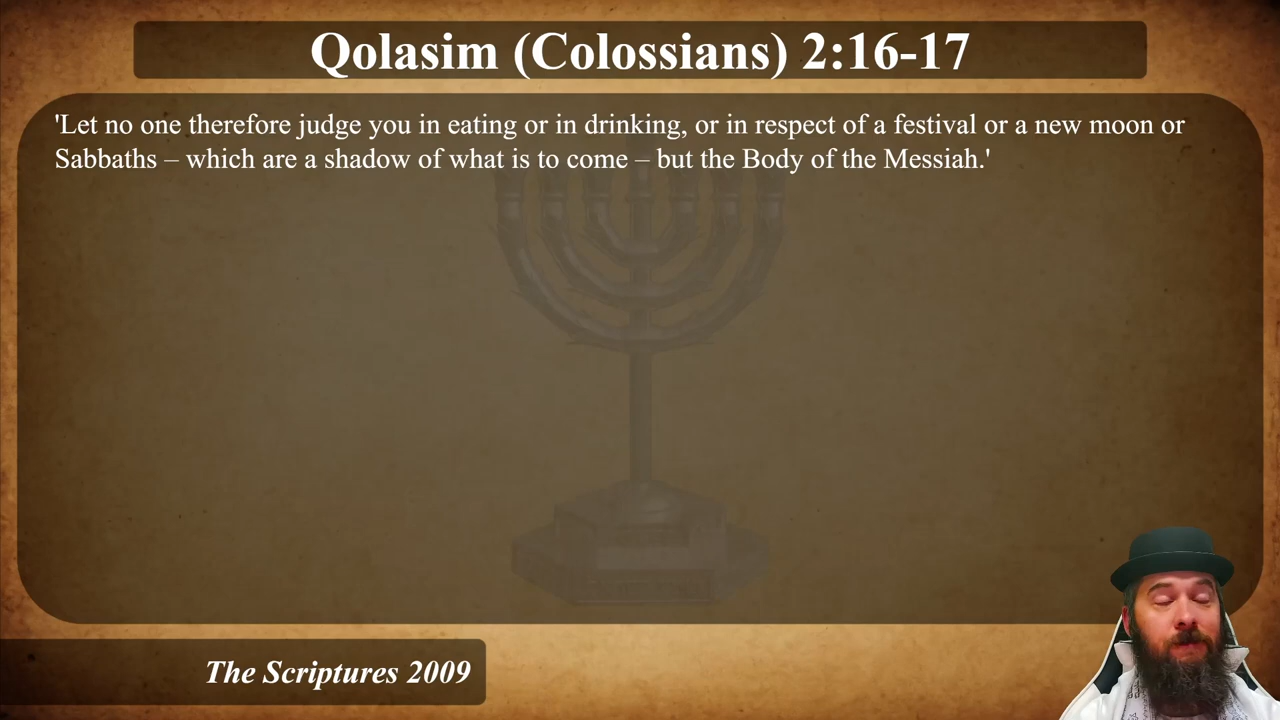 Qolasim (Colossians) 2:16-17
'Let no one therefore judge you in eating or in drinking, or in respect of a festival or a new moon or
Sabbaths – which are a shadow of what is to come – but the Body of the Messiah.'
The Scriptures 2009